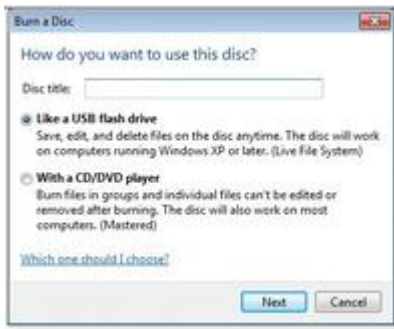 Burn a Disc
How do you want to use this disc?
Disc title:
Like a USB flash drive
Save, edit, and delete files on the disc anytime. The disc will work
on computers running Windows XP or later. (Live File System)
With a CD/DVD player
Burn files in groups and individual files can't be edited or
removed after burning. The disc will also work on most
computers. (Mastered)
Which one should I choose?
Next Cancel